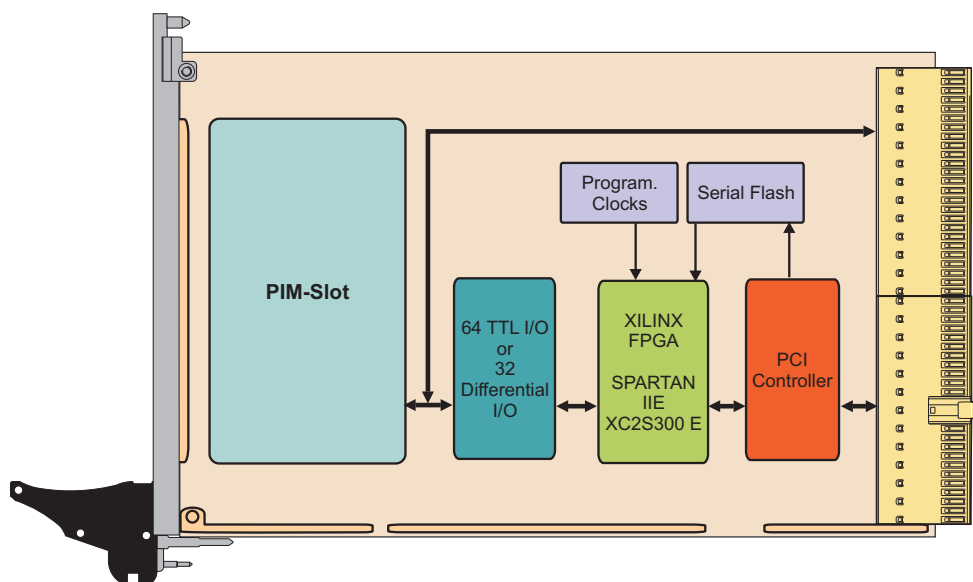 PIM-Slot
64 TTL I/O
or
32
Differential
I/O
Program.
Clocks
Serial Flash
XILINX
FPGA
SPARTAN
IIE
XC2S300 E
PCI
Controller